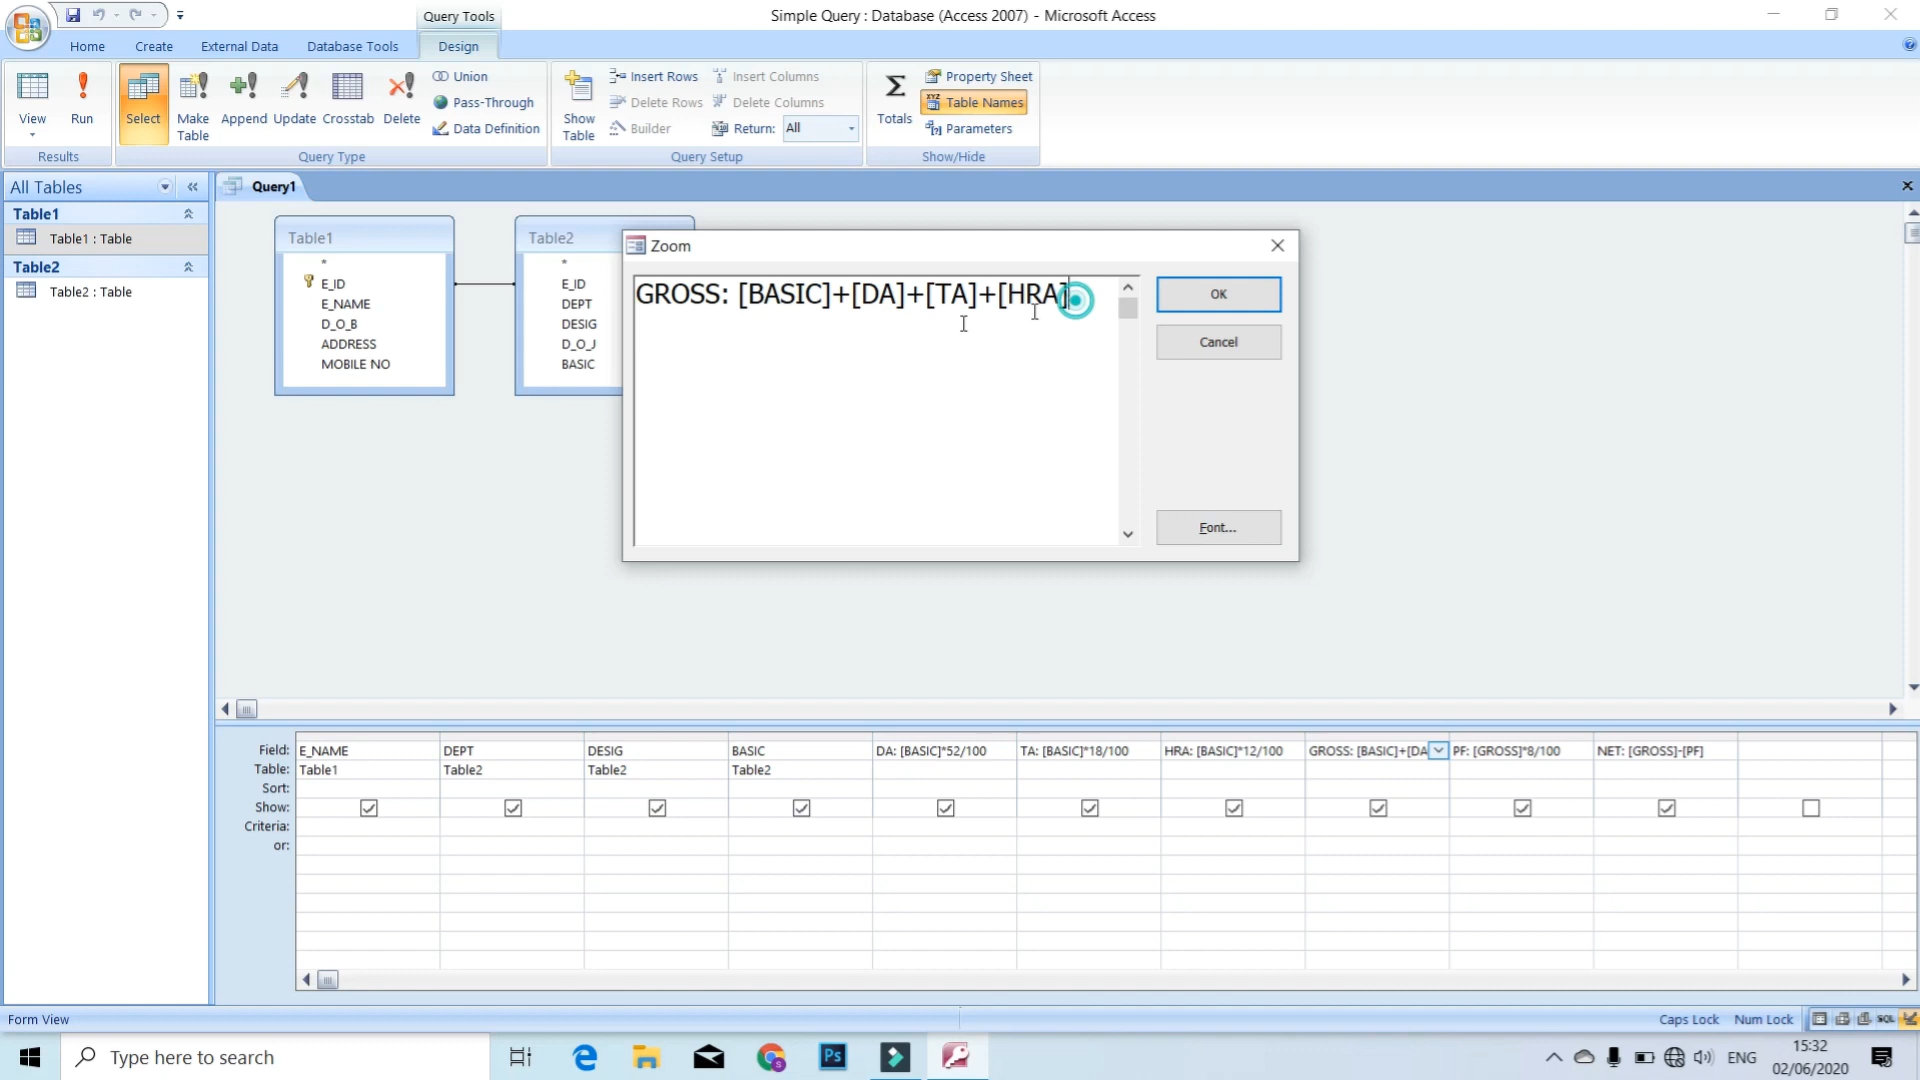 Query Tools
Simple Query : Database (Access 2007) - Microsoft Access
Home Create External Data Database Tools Design
View
Run
Select
Make Table
Append
Update
Crosstab
Delete
Union
Pass-Through
Data Definition
Show Table
Insert Rows
Delete Rows
Builder
Insert Columns
Delete Columns
Return: All
Totals
Property Sheet
Table Names
Parameters
Results
Query Type
Query Setup
Show/Hide
All Tables
Table1
Table1 : Table
Table2
Table2 : Table
Query1
Table1
*
E_ID
E_NAME
D_O_B
ADDRESS
MOBILE NO
Table2
*
E_ID
DEPT
DESIG
D_O_J
BASIC
Zoom
GROSS: [BASIC]+[DA]+[TA]+[HRA]
OK
Cancel
Font...
Field: E_NAME DEPT DESIG BASIC DA: [BASIC]*52/100 TA: [BASIC]*18/100 HRA: [BASIC]*12/100 GROSS: [BASIC]+[DA PF: [GROSS]*8/100 NET: [GROSS]-[PF]
Table: Table1 Table2 Table2 Table2
Sort:
Show:
Criteria:
or:
Form View
Caps Lock Num Lock SQL
Type here to search
Ps
ENG
15:32
02/06/2020